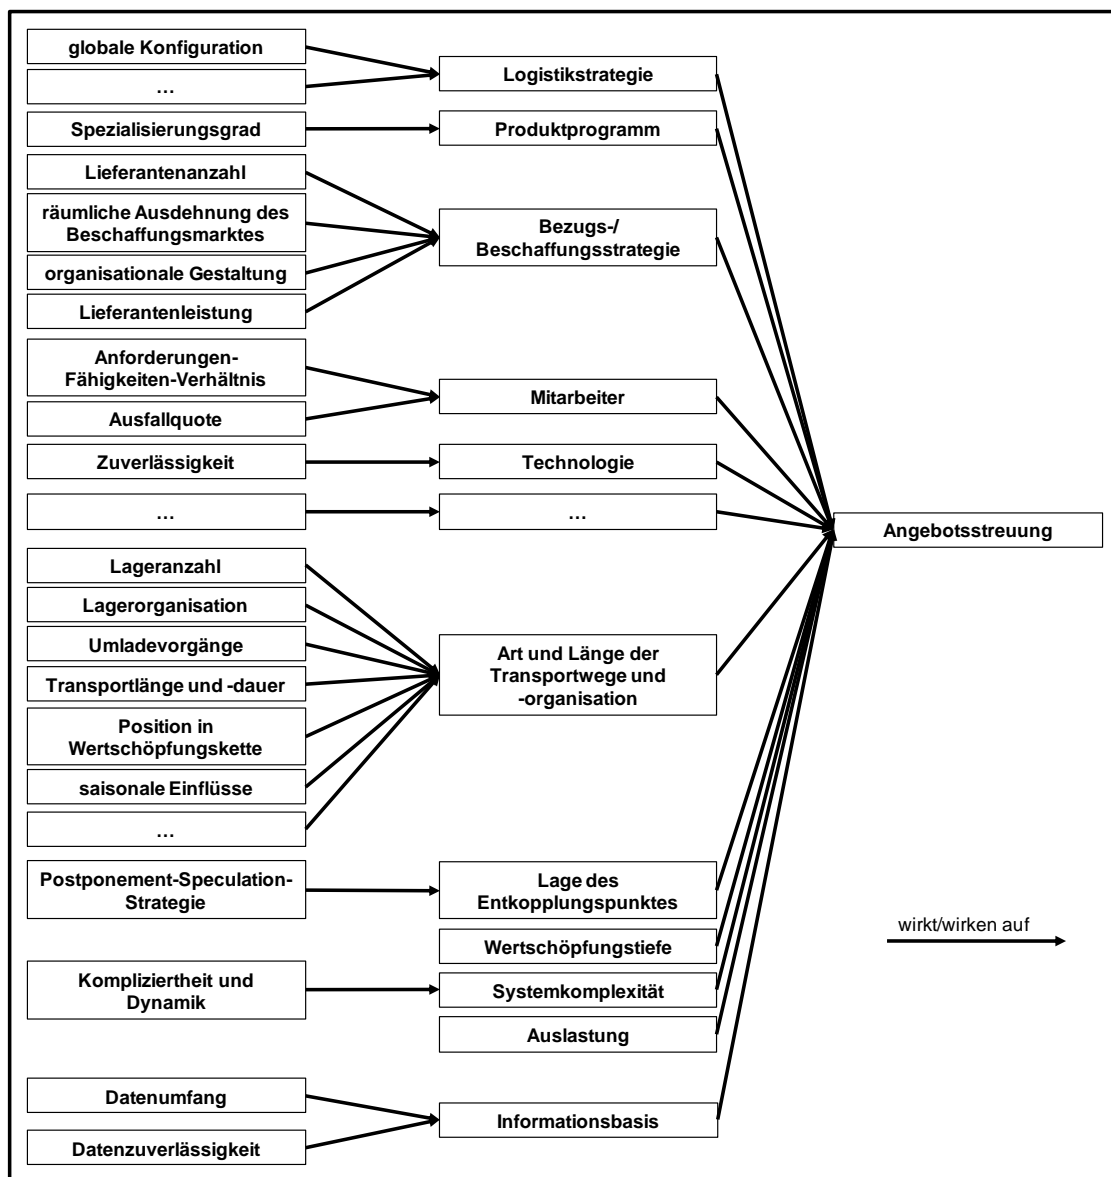 globale Konfiguration
…
Spezialisierungsgrad
Lieferantenanzahl
räumliche Ausdehnung des
Beschaffungsmarktes
organisationale Gestaltung
Lieferantenleistung
Anforderungen-
Fähigkeiten-Verhältnis
Ausfallquote
Zuverlässigkeit
…
Lageranzahl
Lagerorganisation
Umladevorgänge
Transportlänge und -dauer
Position in
Wertschöpfungskette
saisonale Einflüsse
…
Postponement-Speculation-
Strategie
Kompliziertheit und
Dynamik
Datenumfang
Datenzuverlässigkeit
Logistikstrategie
Produktprogramm
Bezugs-/
Beschaffungsstrategie
Mitarbeiter
Technologie
…
Art und Länge der
Transportwege und
-organisation
Lage des
Entkopplungspunktes
Wertschöpfungstiefe
Systemkomplexität
Auslastung
Informationsbasis
Angebotsstreuung
wirkt/wirken auf